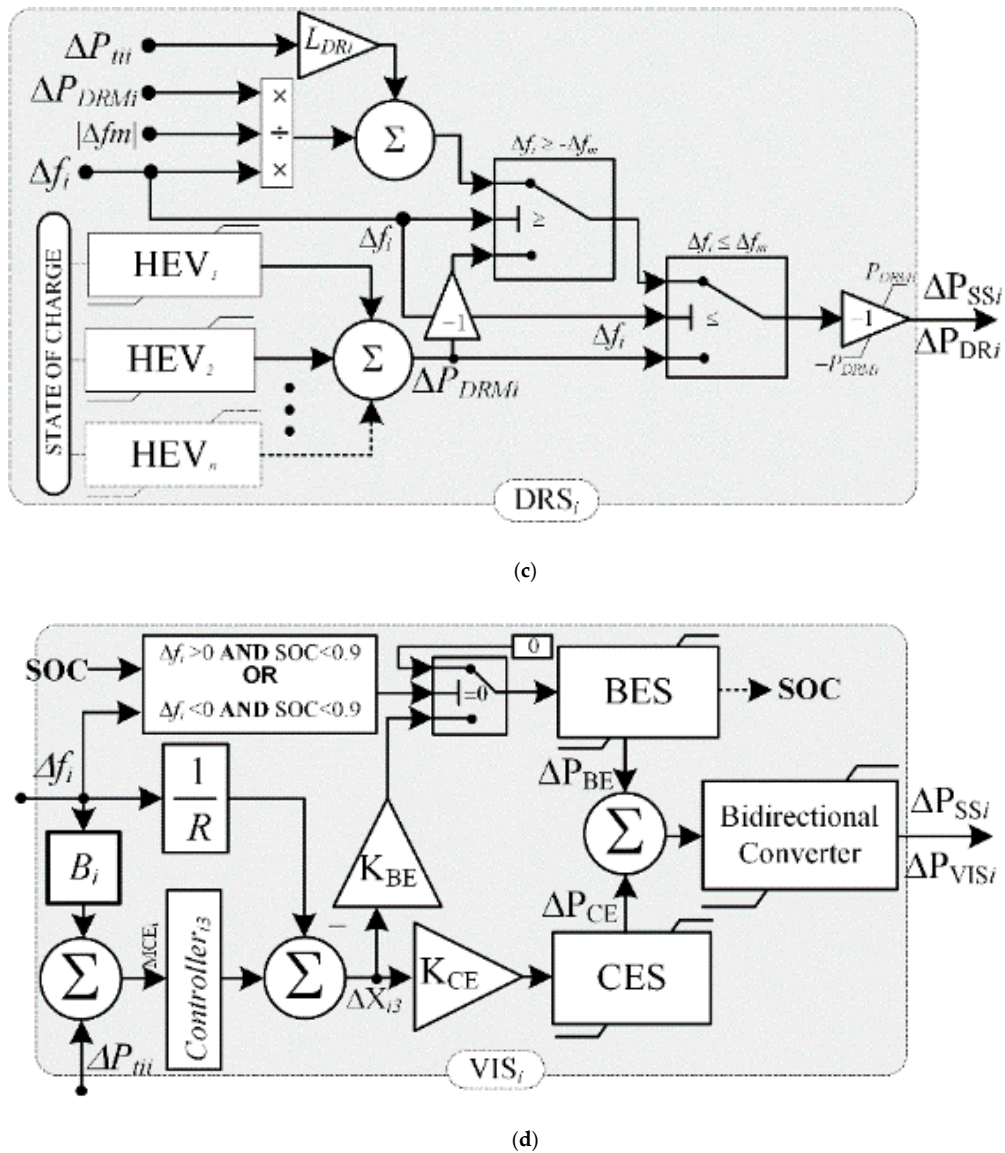 ΔP_tii
L_DRi
ΔP_DRMi
×
|Δfm|
÷
Σ
Δf_i
×
Δf_i ≥ -Δf_m
≥
Δf_i
Δf_i ≤ Δf_m
≤
Δf_i
STATE OF CHARGE
HEV_1
HEV_2
HEV_n
Σ
-1
ΔP_DRMi
P_DRMi
-1
-P_DRMi
ΔP_SSi
ΔP_DRi
DRS_i
(c)
SOC
Δf_i >0 AND SOC<0.9
OR
Δf_i <0 AND SOC<0.9
0
=0
BES
SOC
Δf_i
1
R
B_i
K_BE
ΔP_BE
Σ
Bidirectional
Converter
ΔP_SSi
ΔP_VISi
Σ
MCE_i
Controller_i3
Σ
−
ΔX_i3
K_CE
ΔP_CE
CES
ΔP_tii
VIS_i
(d)